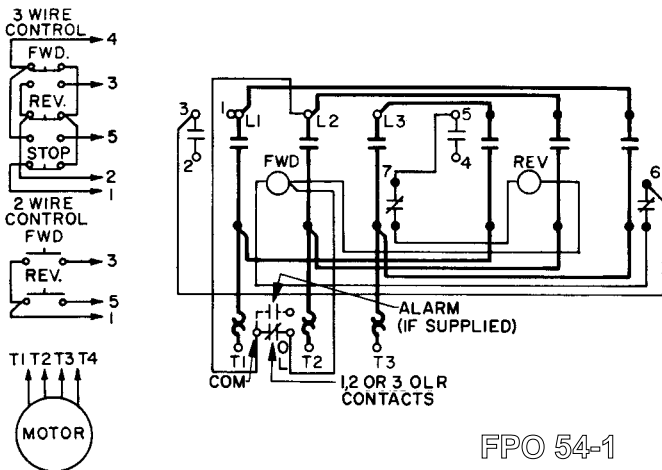 3 WIRE
CONTROL
FWD.
4
3
REV.
5
STOP
2
1
2 WIRE
CONTROL
FWD
3
REV.
5
1
T1 T2 T3 T4
MOTOR
3
2
1
L1
L2
L3
5
4
FWD
7
REV
6
ALARM
(IF SUPPLIED)
T1
O
L
T2
T3
COM
1,2 OR 3 OLR
CONTACTS
FPO 54-1